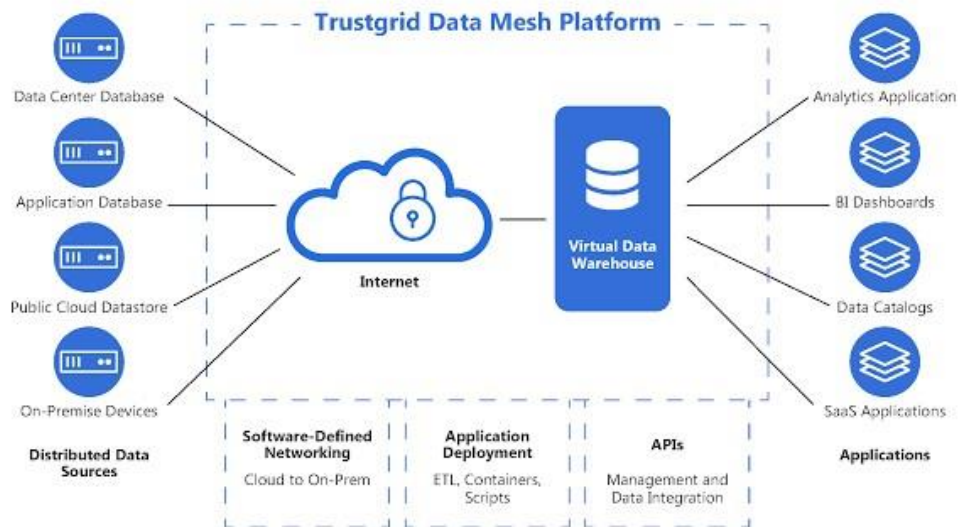 Trustgrid Data Mesh Platform
Data Center Database
Application Database
Public Cloud Datastore
On-Premise Devices
Distributed Data
Sources
Internet
Virtual Data
Warehouse
Analytics Application
BI Dashboards
Data Catalogs
SaaS Applications
Applications
Software-Defined
Networking
Cloud to On-Prem
Application
Deployment
ETL, Containers,
Scripts
APIs
Management and
Data Integration